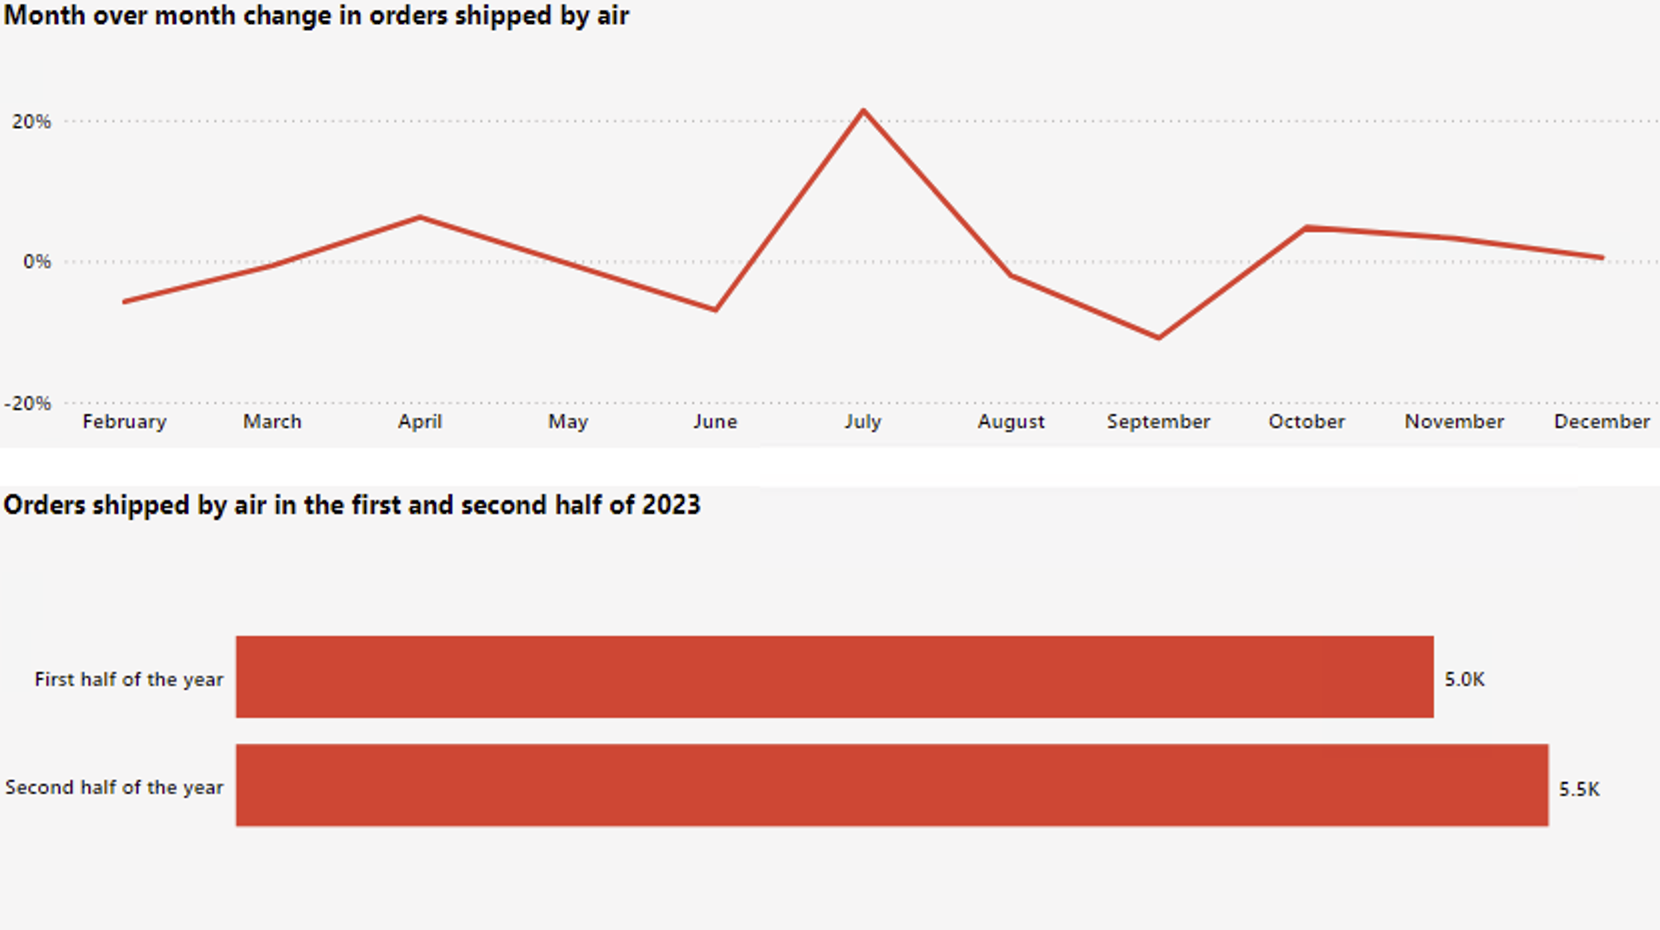 Month over month change in orders shipped by air
20%
0%
-20%
February March April May June July August September October November December
Orders shipped by air in the first and second half of 2023
First half of the year 5.0K
Second half of the year 5.5K